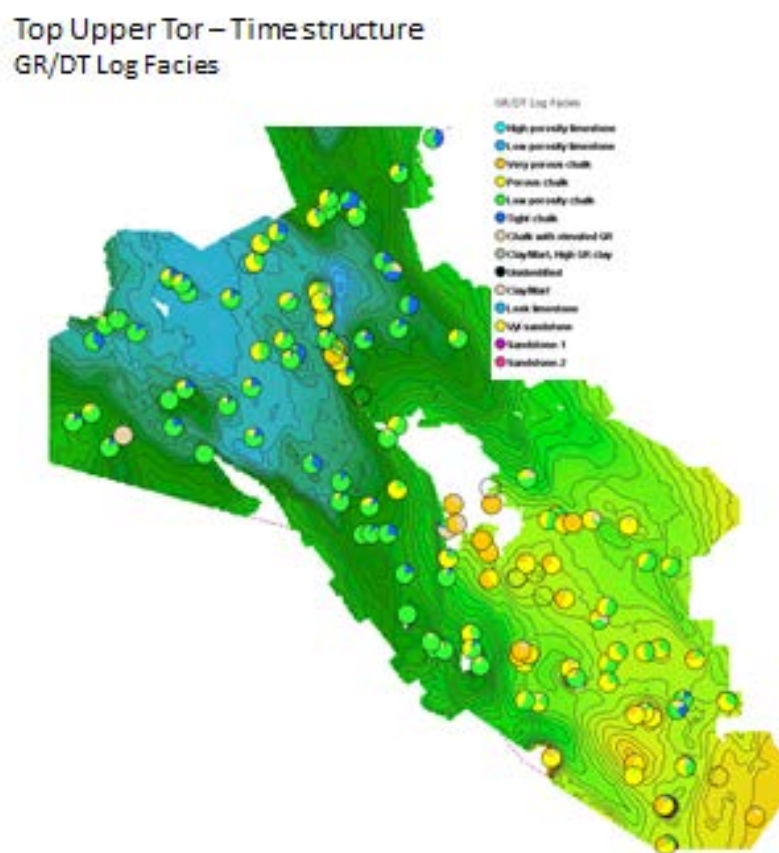 Top Upper Tor – Time structure
GR/DT Log Facies
GR/DT Log Facies
High porosity limestone
Low porosity limestone
Very porous chalk
Porous chalk
Low porosity chalk
Tight chalk
Chalk with elevated GR
Clay/Marl, High GR clay
Unidentified
Clay/Marl
limestone
Vyl sandstone
Sandstone 1
Sandstone 2